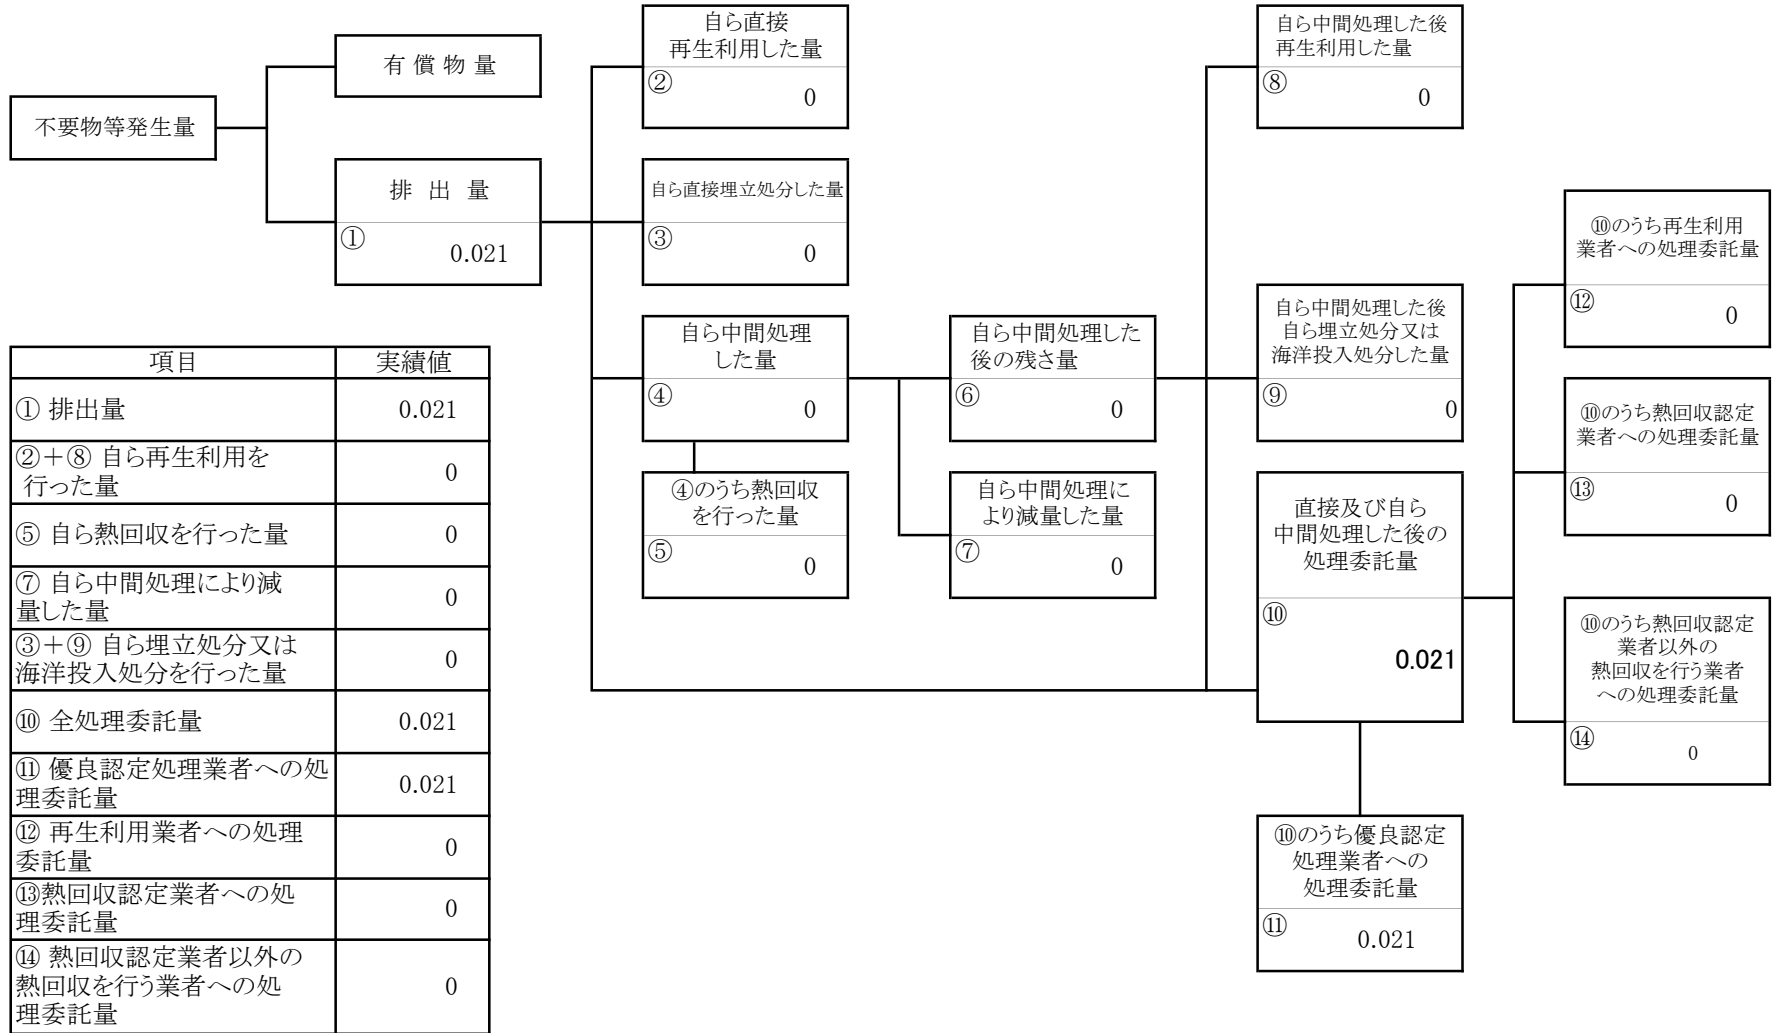 不要物等発生量
有 償 物 量
排 出 量
①
0.021
自ら直接
再生利用した量
②
0
自ら直接埋立処分した量
③
0
自ら中間処理
した量
④
0
④のうち熱回収
を行った量
⑤
0
自ら中間処理した
後の残さ量
⑥
0
自ら中間処理に
より減量した量
⑦
0
自ら中間処理した後
再生利用した量
⑧
0
自ら中間処理した後
自ら埋立処分又は
海洋投入処分した量
⑨
0
直接及び自ら
中間処理した後の
処理委託量
⑩
0.021
⑩のうち優良認定
処理業者への
処理委託量
⑪
0.021
⑩のうち再生利用
業者への処理委託量
⑫
0
⑩のうち熱回収認定
業者への処理委託量
⑬
0
⑩のうち熱回収認定
業者以外の
熱回収を行う業者
への処理委託量
⑭
0
項目 実績値
① 排出量 0.021
②＋⑧ 自ら再生利用を
行った量 0
⑤ 自ら熱回収を行った量 0
⑦ 自ら中間処理により減
量した量 0
③＋⑨ 自ら埋立処分又は
海洋投入処分を行った量 0
⑩ 全処理委託量 0.021
⑪ 優良認定処理業者への処
理委託量 0.021
⑫ 再生利用業者への処理
委託量 0
⑬熱回収認定業者への処
理委託量 0
⑭ 熱回収認定業者以外の
熱回収を行う業者への処
理委託量 0